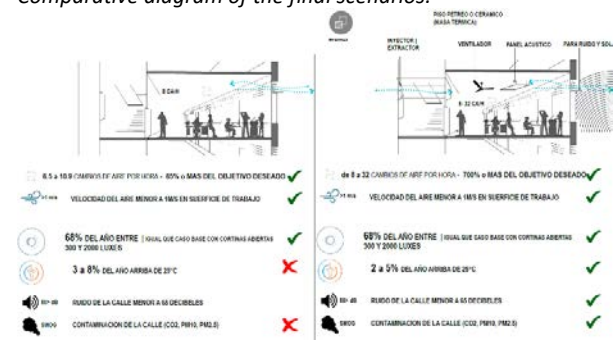 Comparative diagram of the final scenarios.
PISO PETREO O CERAMICO
(MASA TERMICA)
INYECTOR |
EXTRACTOR
VENTILADOR
PANEL ACUSTICO
PARA RUIDO Y SOL
8 CA/H
8 - 32 CA/H
6.5 a 10.9 CAMBIOS DE AIRE POR HORA - 65% o MAS DEL OBJETIVO DESEADO
VELOCIDAD DEL AIRE MENOR A 1M/S EN SUERFICIE DE TRABAJO
68% DEL AÑO ENTRE | IGUAL QUE CASO BASE CON CORTINAS ABIERTAS
300 Y 2000 LUXES
3 a 8% DEL AÑO ARRIBA DE 25°C
RUIDO DE LA CALLE MENOR A 65 DECIBELES
SMOG
CONTAMINACION DE LA CALLE (CO2, PM10, PM2.5)
de 8 a 32 CAMBIOS DE AIRE POR HORA - 700% o MAS DEL OBJETIVO DESEADO
VELOCIDAD DEL AIRE MENOR A 1M/S EN SUERFICIE DE TRABAJO
68% DEL AÑO ENTRE | IGUAL QUE CASO BASE CON CORTINAS ABIERTAS
300 Y 2000 LUXES
2 a 5% DEL AÑO ARRIBA DE 25°C
RUIDO DE LA CALLE MENOR A 65 DECIBELES
SMOG
CONTAMINACION DE LA CALLE (CO2, PM10, PM2.5)